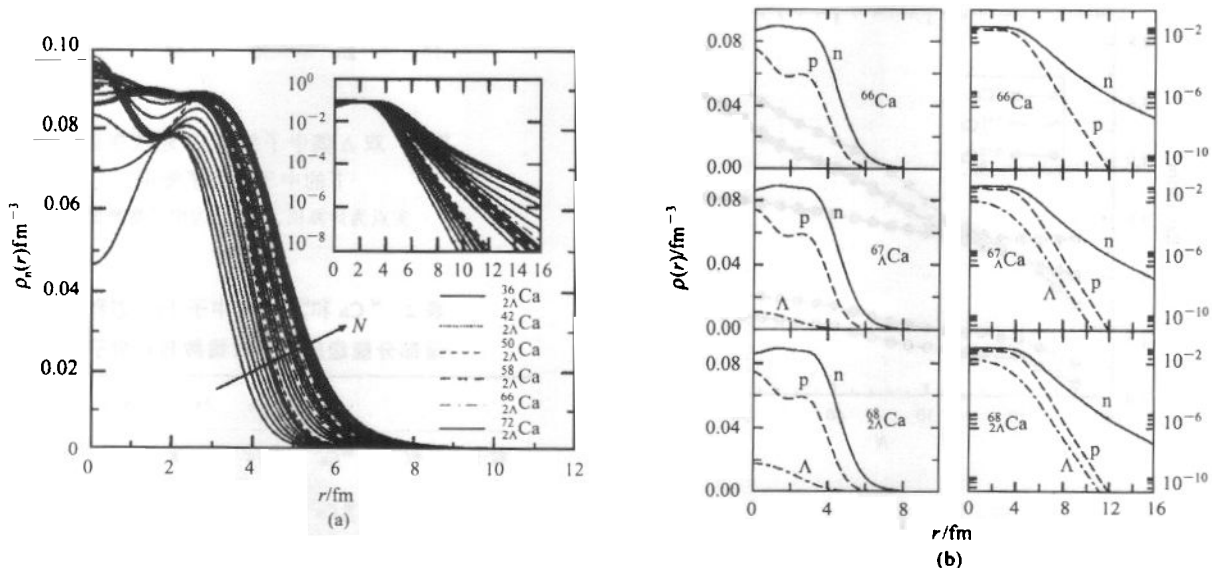 0.10
0.08
0.06
0.04
0.02
0
ρₙ(r)fm⁻³
0 2 4 6 8 10 12
r/fm
(a)
10⁰
10⁻²
10⁻⁴
10⁻⁶
10⁻⁸
0 2 4 6 8 10 12 14 16
N
³⁶₂ΛCa
⁴²₂ΛCa
⁵⁰₂ΛCa
⁵⁸₂ΛCa
⁶⁶₂ΛCa
⁷²₂ΛCa
ρ(r)/fm⁻³
0.08
0.04
0.00
n
p
⁶⁶Ca
n
p
⁶⁶Ca
10⁻²
10⁻⁶
10⁻¹⁰
0.08
0.04
0.00
n
p
Λ
⁶⁷ΛCa
n
p
Λ
⁶⁷ΛCa
10⁻²
10⁻⁶
10⁻¹⁰
0.08
0.04
0.00
n
p
Λ
⁶⁸₂ΛCa
n
p
Λ
⁶⁸₂ΛCa
10⁻²
10⁻⁶
10⁻¹⁰
0 4 8
0 4 8 12 16
r/fm
(b)